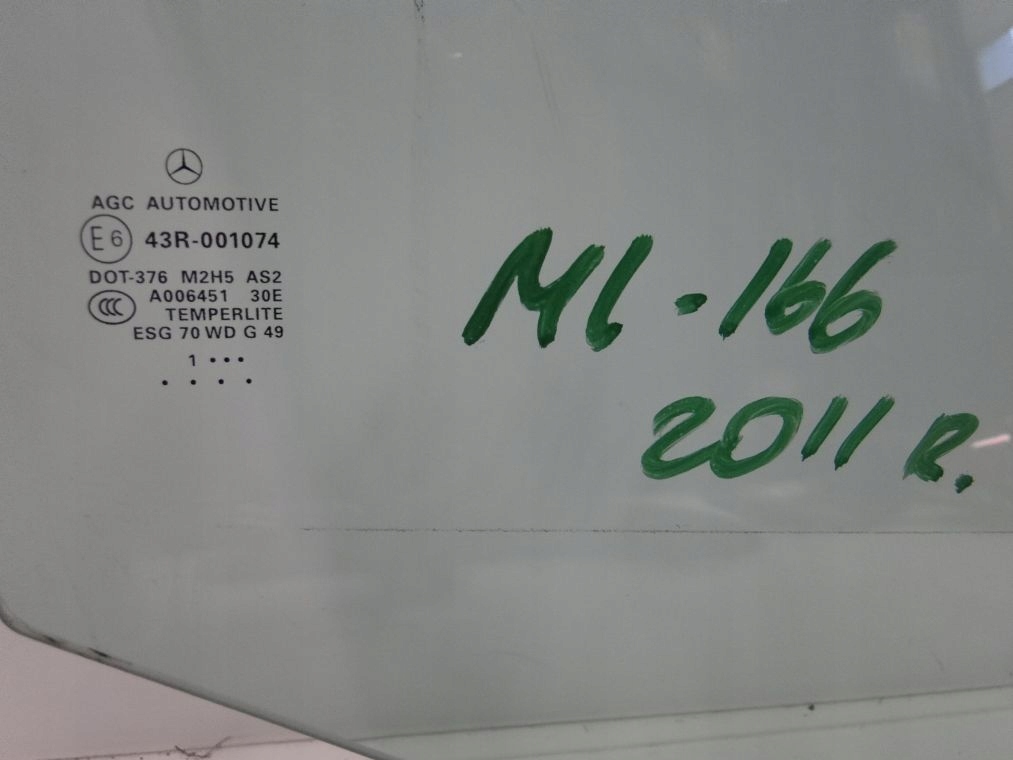 AGC AUTOMOTIVE
E6 43R-001074
DOT-376 M2H5 AS2
CCC A006451 30E
TEMPERLITE
ESG 70 WD G 49
1 •••
• • • •
Ml-166
2011 R.